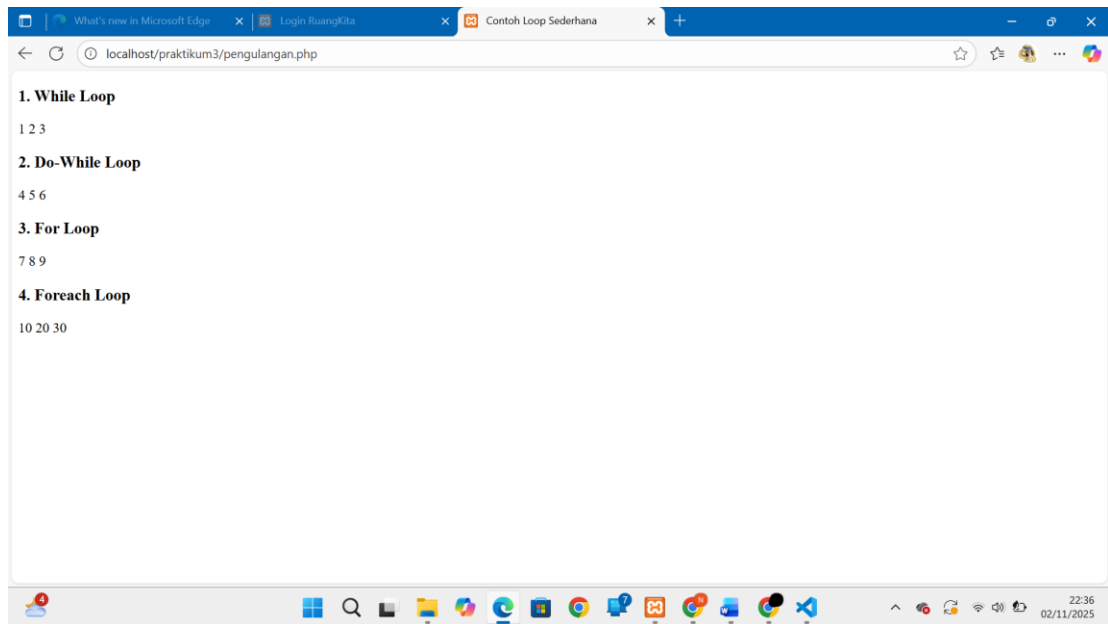 What's new in Microsoft Edge
Login RuangKita
Contoh Loop Sederhana
localhost/praktikum3/pengulangan.php
1. While Loop
1 2 3
2. Do-While Loop
4 5 6
3. For Loop
7 8 9
4. Foreach Loop
10 20 30
4
7
N
22:36
02/11/2025